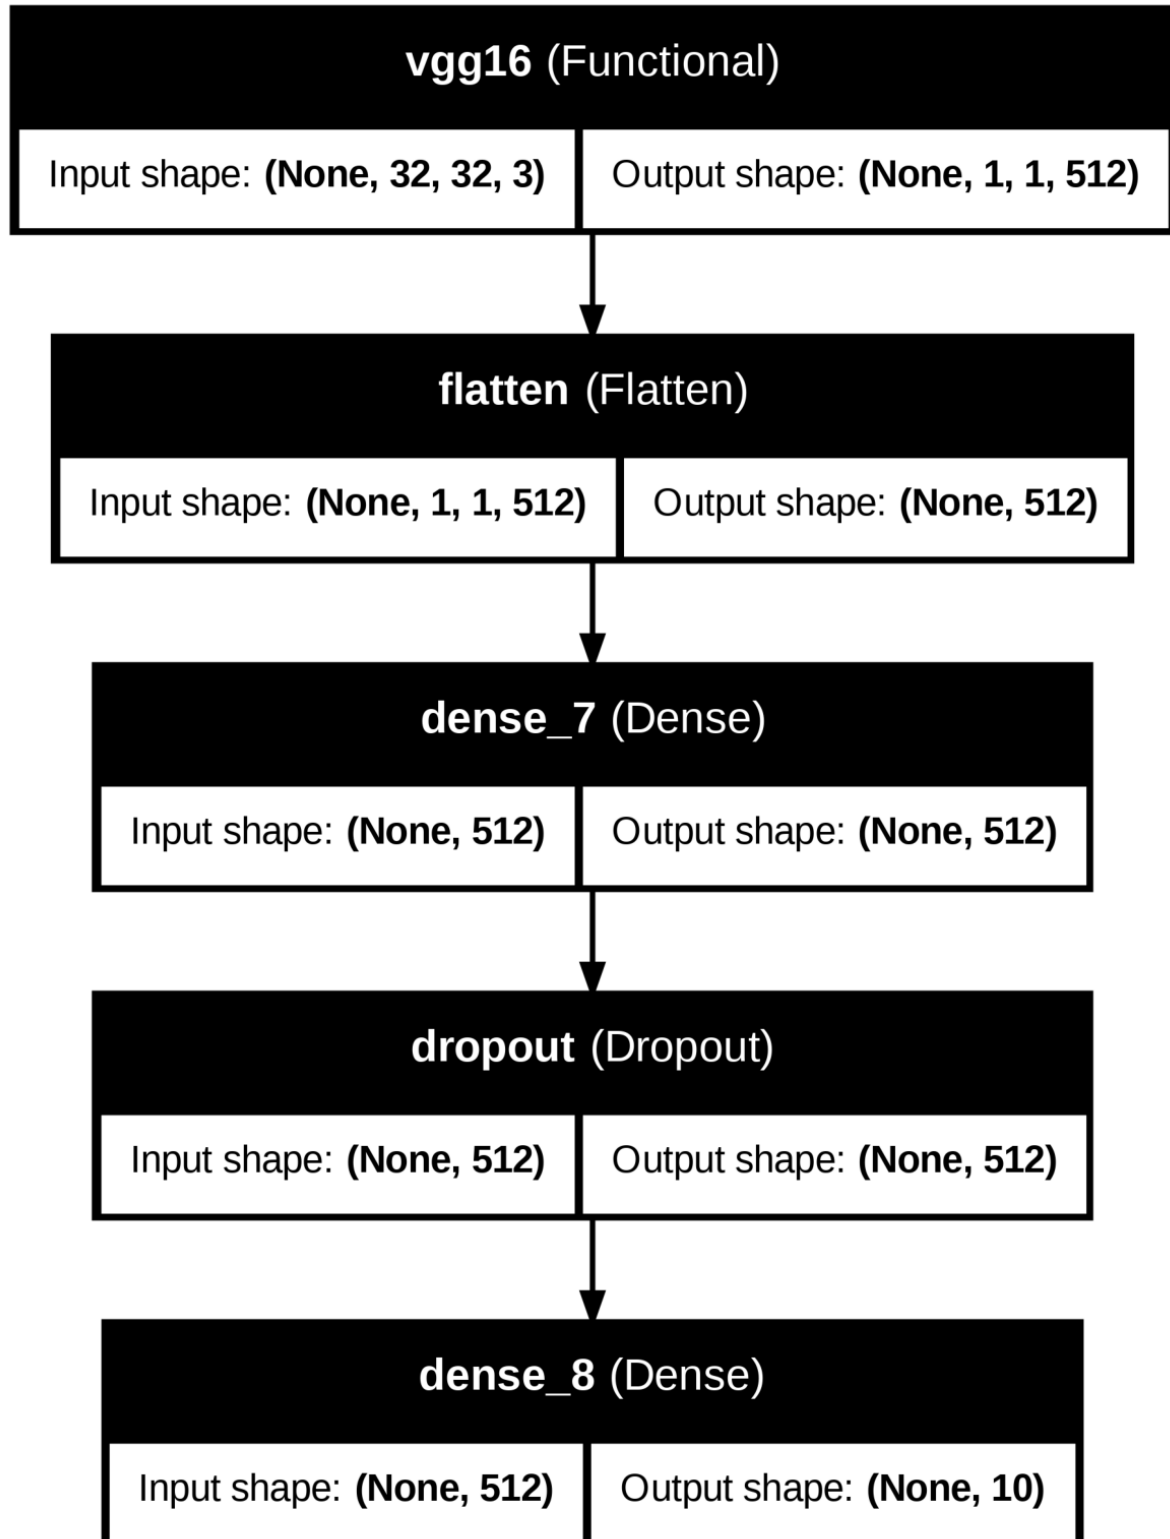 vgg16 (Functional)
Input shape: (None, 32, 32, 3) Output shape: (None, 1, 1, 512)
flatten (Flatten)
Input shape: (None, 1, 1, 512) Output shape: (None, 512)
dense_7 (Dense)
Input shape: (None, 512) Output shape: (None, 512)
dropout (Dropout)
Input shape: (None, 512) Output shape: (None, 512)
dense_8 (Dense)
Input shape: (None, 512) Output shape: (None, 10)